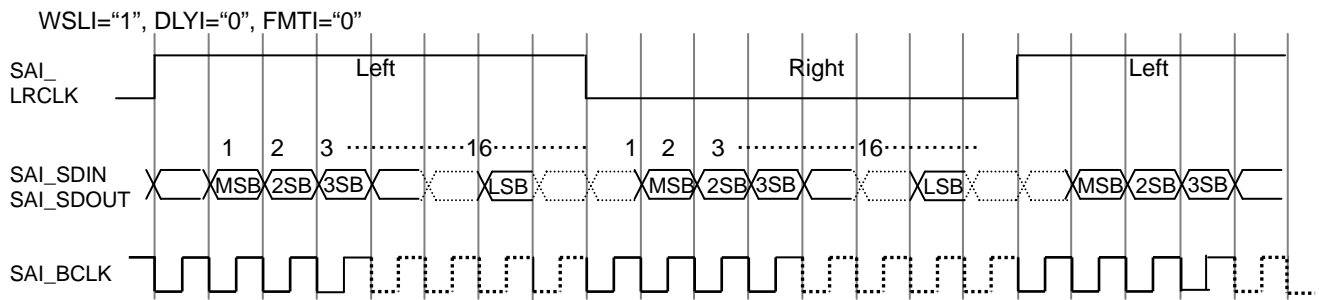 WSLI=“1”, DLYI=“0”, FMTI=“0”
SAI_
LRCLK
Left
Right
Left
1 2 3 16 1 2 3 16
SAI_SDIN
SAI_SDOUT
MSB 2SB 3SB LSB MSB 2SB 3SB LSB MSB 2SB 3SB
SAI_BCLK